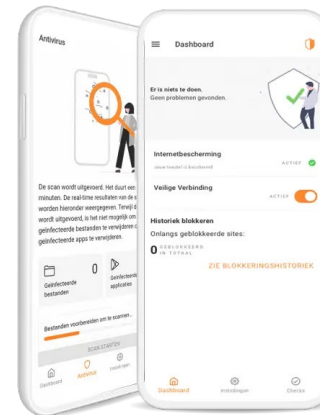 Antivirus
De scan wordt uitgevoerd. Het duurt een
minuten. De real-time resultaten van de s
worden hieronder weergegeven. Terwijl d
wordt uitgevoerd, is het niet mogelijk om
geïnfecteerde bestanden te verwijderen o
geïnfecteerde apps te verwijderen.
0
Geïnfecteerde
bestanden
Geïnfecteerde
application
Bestanden voorbereiden om te scannen...
SCAN STARTEN
Dashboard
Antivirus
Instellingen
Dashboard
Er is niets te doen.
Geen problemen gevonden.
Internetbescherming
ACTIEF
Veilige Verbinding
ACTIEF
Historiek blokkeren
Onlangs geblokkeerde sites:
0 GEBLOKKEERD
IN TOTAAL
ZIE BLOKKERINGSHISTORIEK
Dashboard
Instellingen
Checks